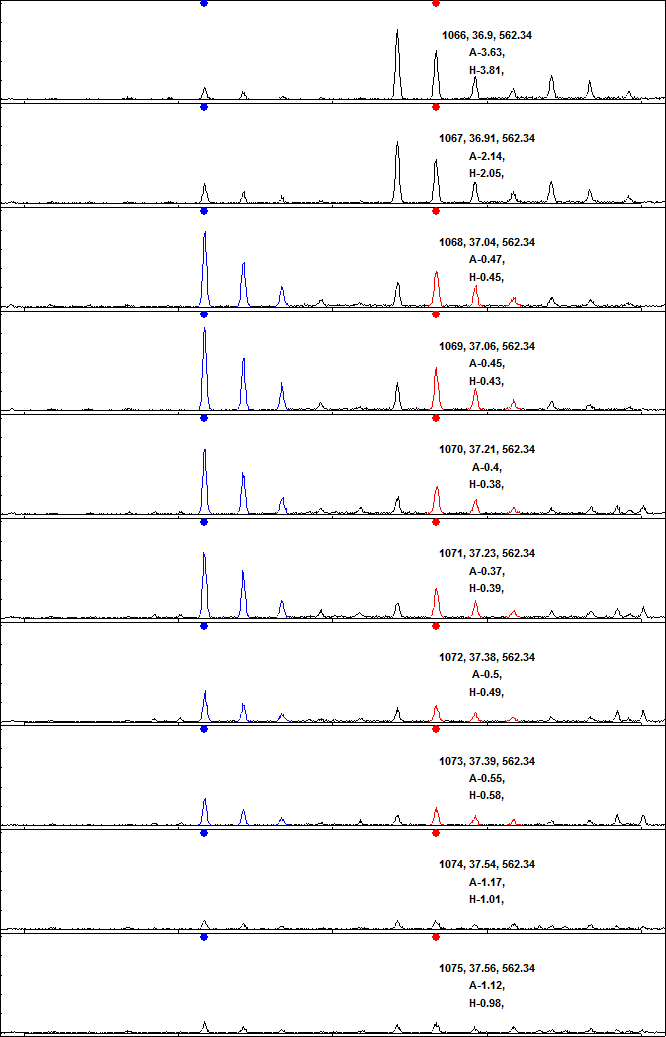 1066, 36.9, 562.34
A-3.63,
H-3.81,
1067, 36.91, 562.34
A-2.14,
H-2.05,
1068, 37.04, 562.34
A-0.47,
H-0.45,
1069, 37.06, 562.34
A-0.45,
H-0.43,
1070, 37.21, 562.34
A-0.4,
H-0.38,
1071, 37.23, 562.34
A-0.37,
H-0.39,
1072, 37.38, 562.34
A-0.5,
H-0.49,
1073, 37.39, 562.34
A-0.55,
H-0.58,
1074, 37.54, 562.34
A-1.17,
H-1.01,
1075, 37.56, 562.34
A-1.12,
H-0.98,